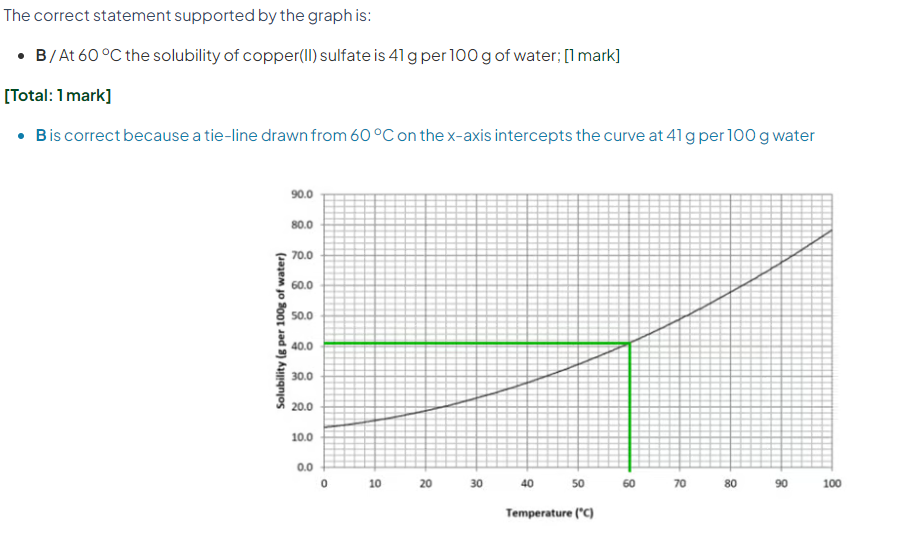 The correct statement supported by the graph is:
• B / At 60 °C the solubility of copper(II) sulfate is 41 g per 100 g of water; [1 mark]
[Total: 1 mark]
• B is correct because a tie-line drawn from 60 °C on the x-axis intercepts the curve at 41 g per 100 g water
90.0
80.0
70.0
60.0
50.0
40.0
30.0
20.0
10.0
0.0
Solubility (g per 100g of water)
0 10 20 30 40 50 60 70 80 90 100
Temperature (°C)